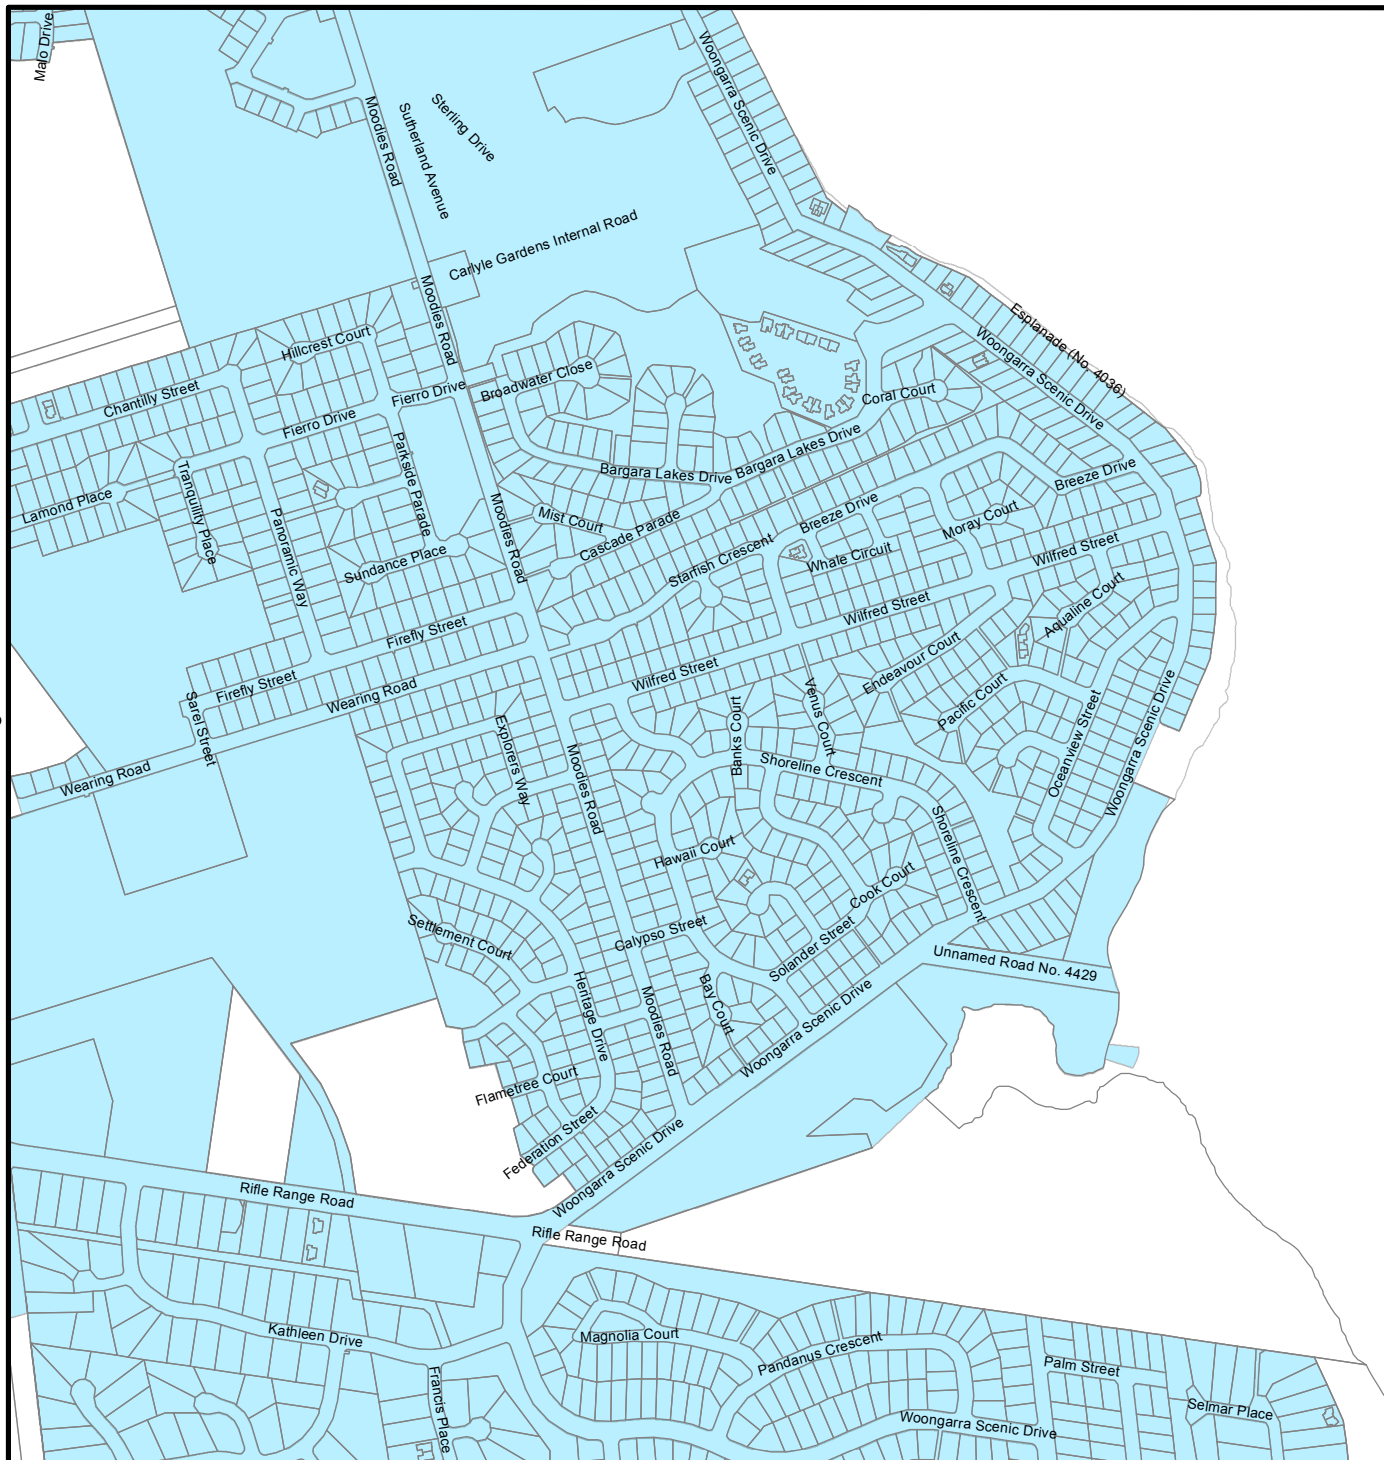 Malo Drive
Woongarra Scenic Drive
Sterling Drive
Moodies Road
Sutherland Avenue
Carlyle Gardens Internal Road
Moodies Road
Esplanade (No. 4036)
Hillcrest Court
Woongarra Scenic Drive
Broadwater Close
Chantilly Street
Fierro Drive
Coral Court
Fierro Drive
Parkside Parade
Bargara Lakes Drive
Bargara Lakes Drive
Breeze Drive
Tranquility Place
Lamond Place
Panoramic Way
Moodies Road
Mist Court
Cascade Parade
Breeze Drive
Moray Court
Wilfred Street
Sundance Place
Starfish Crescent
Whale Circuit
Wilfred Street
Aqualine Court
Firefly Street
Endeavour Court
Wilfred Street
Firefly Street
Wearing Road
Sarel Street
Venus Court
Pacific Court
Banks Court
Oceanview Street
Woongarra Scenic Drive
Explorers Way
Moodies Road
Wearing Road
Shoreline Crescent
Hawaii Court
Shoreline Crescent
Cook Court
Settlement Court
Calypso Street
Solander Street
Unnamed Road No. 4429
Heritage Drive
Moodies Road
Bay Court
Woongarra Scenic Drive
Flametree Court
Federation Street
Woongarra Scenic Drive
Rifle Range Road
Rifle Range Road
Kathleen Drive
Magnolia Court
Pandanus Crescent
Palm Street
Francis Place
Selmar Place
Woongarra Scenic Drive